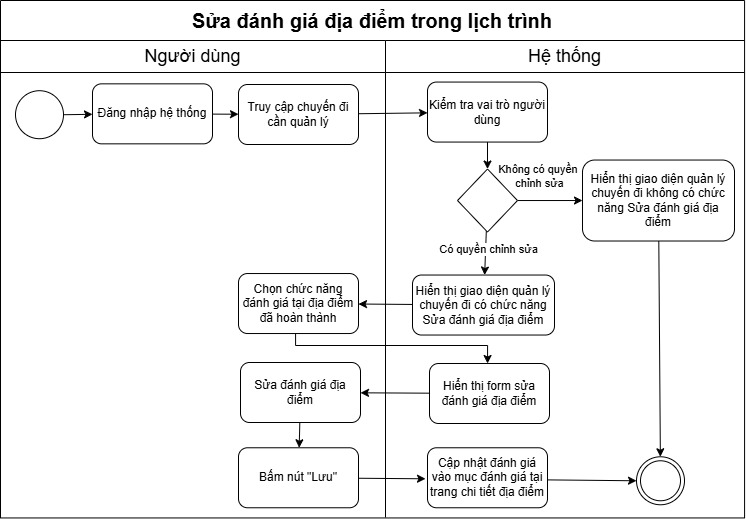 Sửa đánh giá địa điểm trong lịch trình
Người dùng
Hệ thống
Đăng nhập hệ thống
Truy cập chuyến đi
cần quản lý
Kiểm tra vai trò người
dùng
Không có quyền
chỉnh sửa
Hiển thị giao diện quản lý
chuyến đi không có chức
năng Sửa đánh giá địa
điểm
Có quyền chỉnh sửa
Chọn chức năng
đánh giá tại địa điểm
đã hoàn thành
Hiển thị giao diện quản lý
chuyến đi có chức năng
Sửa đánh giá địa điểm
Sửa đánh giá địa
điểm
Hiển thị form sửa
đánh giá địa điểm
Bấm nút "Lưu"
Cập nhật đánh giá
vào mục đánh giá tại
trang chi tiết địa điểm